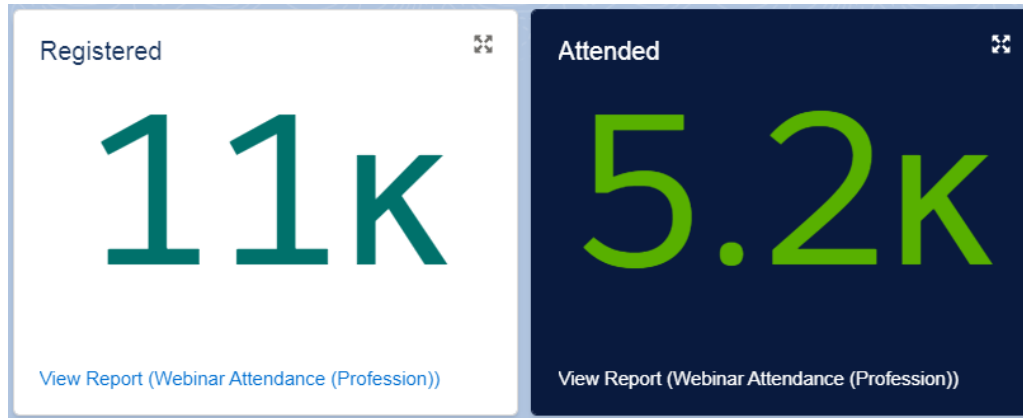 Registered
11K
View Report (Webinar Attendance (Profession))
Attended
5.2K
View Report (Webinar Attendance (Profession))